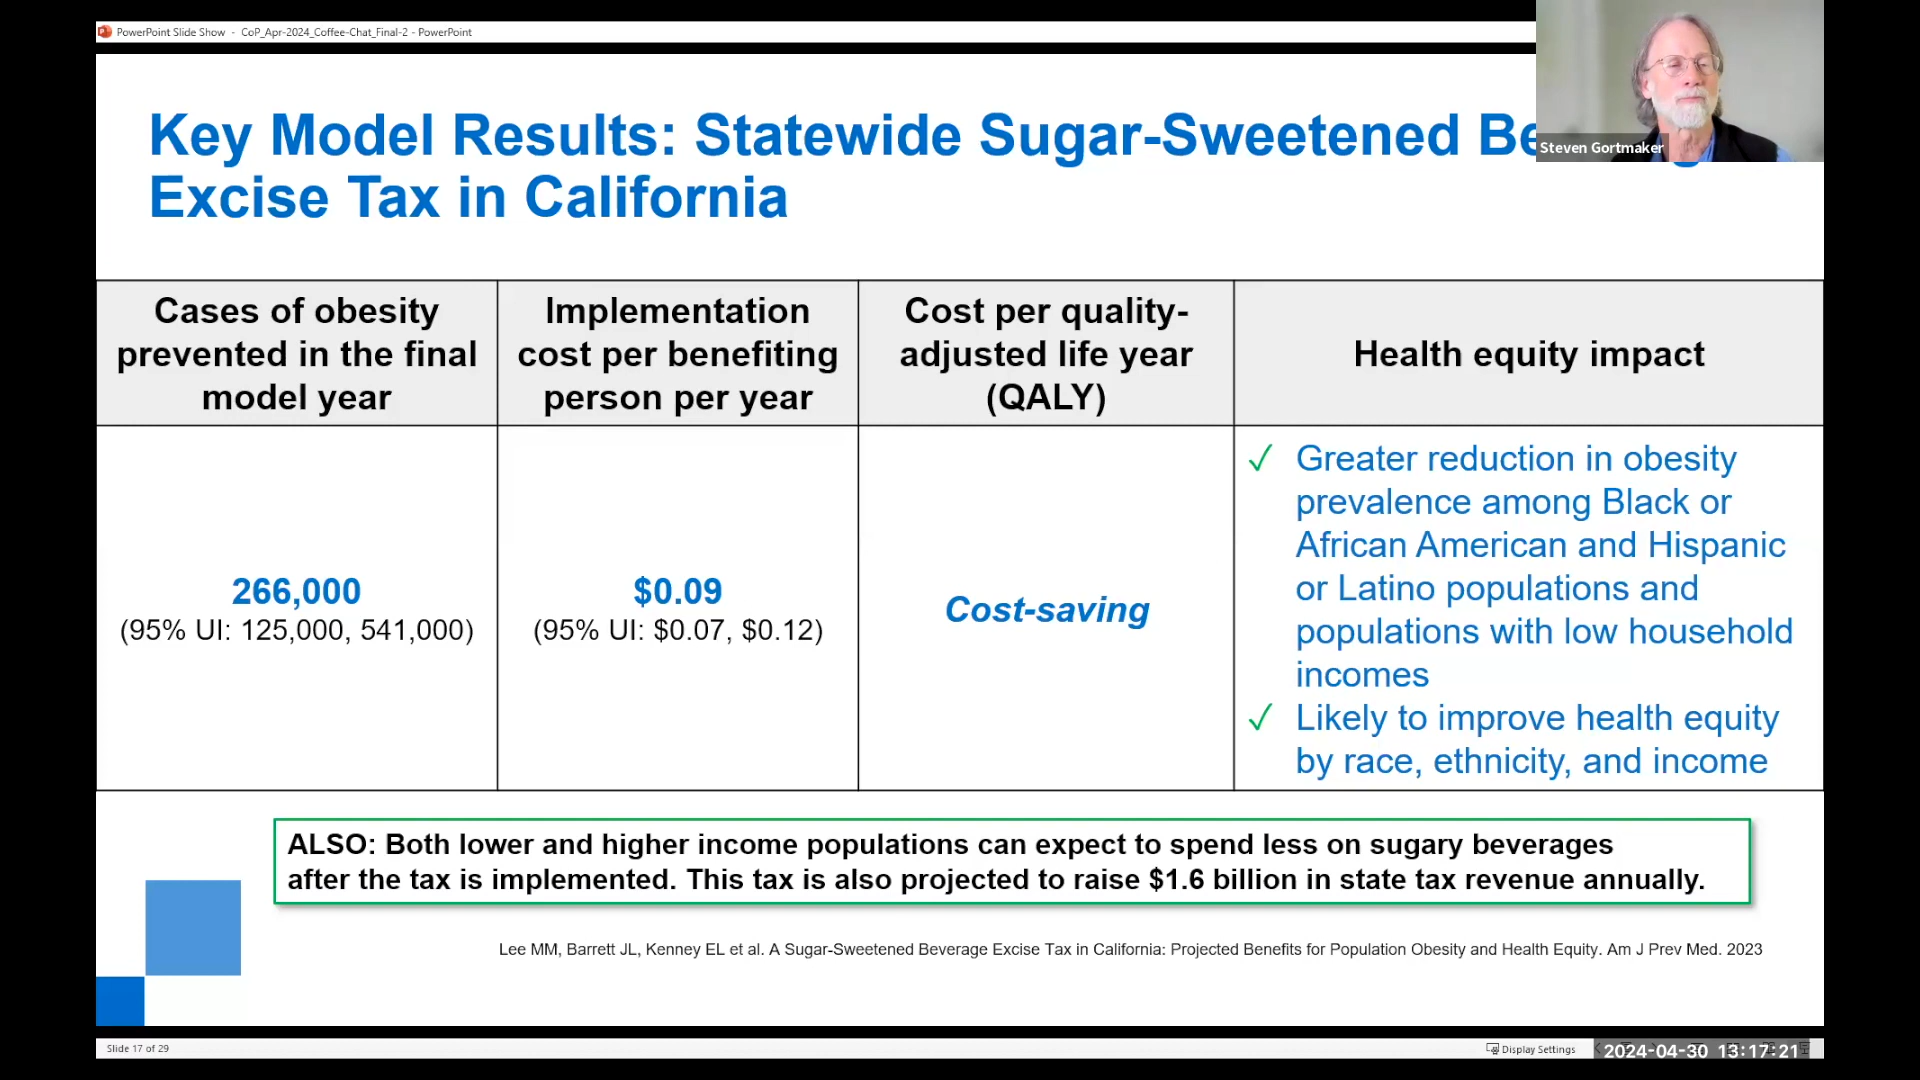 PowerPoint Slide Show - CoP_Apr-2024_Coffee-Chat_Final-2 - PowerPoint
Key Model Results: Statewide Sugar-Sweetened
Excise Tax in California
Steven Gortmaker
Cases of obesity
prevented in the final
model year
Implementation
cost per benefiting
person per year
Cost per quality-
adjusted life year
(QALY)
Health equity impact
266,000
(95% UI: 125,000, 541,000)
$0.09
(95% UI: $0.07, $0.12)
Cost-saving
✓ Greater reduction in obesity
prevalence among Black or
African American and Hispanic
or Latino populations and
populations with low household
incomes
✓ Likely to improve health equity
by race, ethnicity, and income
ALSO: Both lower and higher income populations can expect to spend less on sugary beverages
after the tax is implemented. This tax is also projected to raise $1.6 billion in state tax revenue annually.
Lee MM, Barrett JL, Kenney EL et al. A Sugar-Sweetened Beverage Excise Tax in California: Projected Benefits for Population Obesity and Health Equity. Am J Prev Med. 2023
Slide 17 of 29
Display Settings
2024-04-30 13:17:21